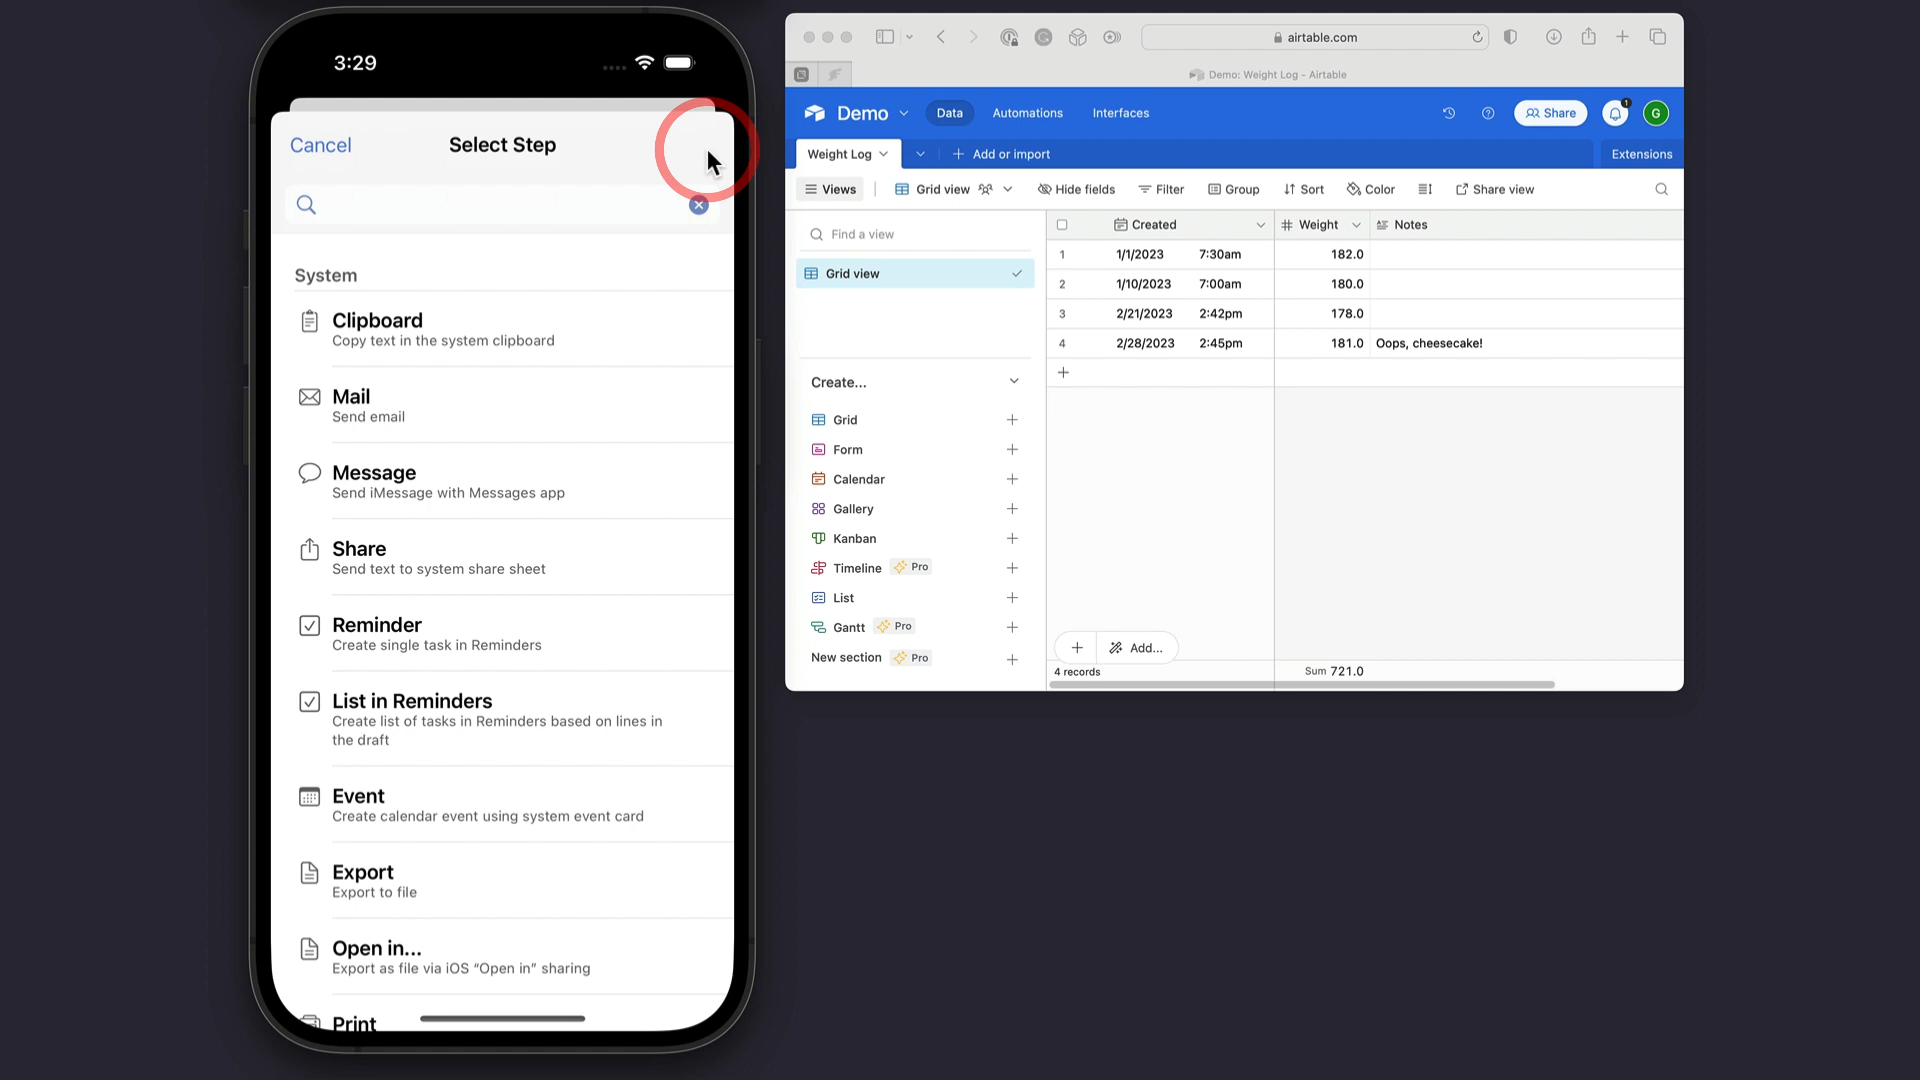 3:29
Cancel
Select Step
System
Clipboard
Copy text in the system clipboard
Mail
Send email
Message
Send iMessage with Messages app
Share
Send text to system share sheet
Reminder
Create single task in Reminders
List in Reminders
Create list of tasks in Reminders based on lines in
the draft
Event
Create calendar event using system event card
Export
Export to file
Open in...
Export as file via iOS “Open in” sharing
Print
airtable.com
Demo: Weight Log - Airtable
Demo
Data
Automations
Interfaces
Share
1
G
Weight Log
Add or import
Extensions
Views
Grid view
Hide fields
Filter
Group
Sort
Color
Share view
Find a view
Grid view
Create...
Grid
Form
Calendar
Gallery
Kanban
Timeline Pro
List
Gantt Pro
New section Pro
Created Weight Notes
1 1/1/2023 7:30am 182.0
2 1/10/2023 7:00am 180.0
3 2/21/2023 2:42pm 178.0
4 2/28/2023 2:45pm 181.0 Oops, cheesecake!
Add...
4 records
Sum 721.0